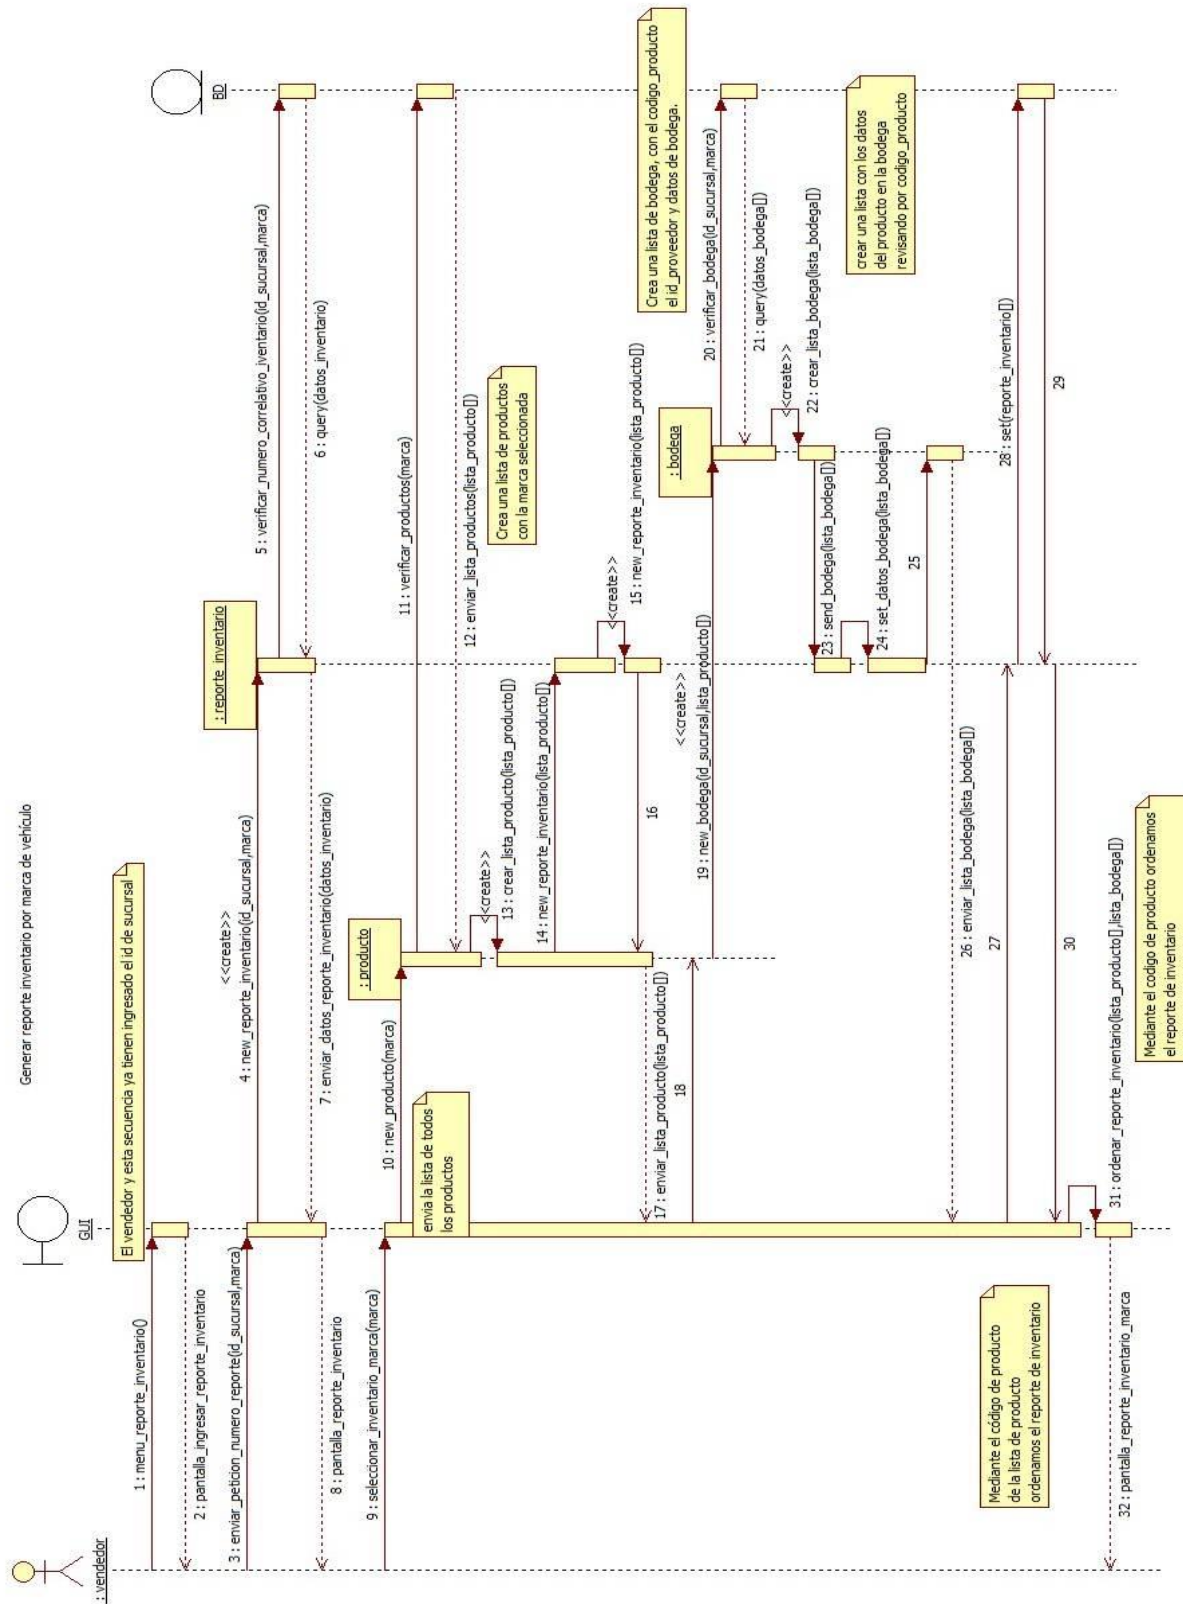 Generar reporte inventario por marca de vehículo
: vendedor
GUI
: reporte inventario
: producto
: bodega
BD
El vendedor y esta secuencia ya tienen ingresado el id de sucursal
1 : menu_reporte_inventario()
2 : pantalla_ingresar_reporte_inventario
3 : enviar_peticion_numero_reporte(id_sucursal,marca)
<<create>>
4 : new_reporte_inventario(id_sucursal,marca)
5 : verificar_numero_correlativo_iventario(id_sucursal,marca)
6 : query(datos_inventario)
7 : enviar_datos_reporte_inventario(datos_inventario)
8 : pantalla_reporte_inventario
9 : seleccionar_inventario_marca(marca)
10 : new_producto(marca)
envia la lista de todos
los productos
11 : verificar_productos(marca)
12 : enviar_lista_productos(lista_producto[])
Crea una lista de productos
con la marca seleccionada
<<create>>
13 : crear_lista_producto(lista_producto[])
14 : new_reporte_inventario(lista_producto[])
<<create>>
15 : new_reporte_inventario(lista_producto[])
16
17 : enviar_lista_producto(lista_producto[])
18
<<create>>
19 : new_bodega(id_sucursal,lista_producto[])
Crea una lista de bodega, con el codigo_producto
el id_proveedor y datos de bodega.
20 : verificar_bodega(id_sucursal,marca)
21 : query(datos_bodega[])
<<create>>
22 : crear_lista_bodega(lista_bodega[])
23 : send_bodega(lista_bodega[])
24 : set_datos_bodega(lista_bodega[])
crear una lista con los datos
del producto en la bodega
revisando por codigo_producto
25
26 : enviar_lista_bodega(lista_bodega[])
27
28 : set(reporte_inventario[])
29
30
Mediante el código de producto
de la lista de producto
ordenamos el reporte de inventario
31 : ordenar_reporte_inventario(lista_producto[],lista_bodega[])
Mediante el codigo de producto ordenamos
el reporte de inventario
32 : pantalla_reporte_inventario_marca